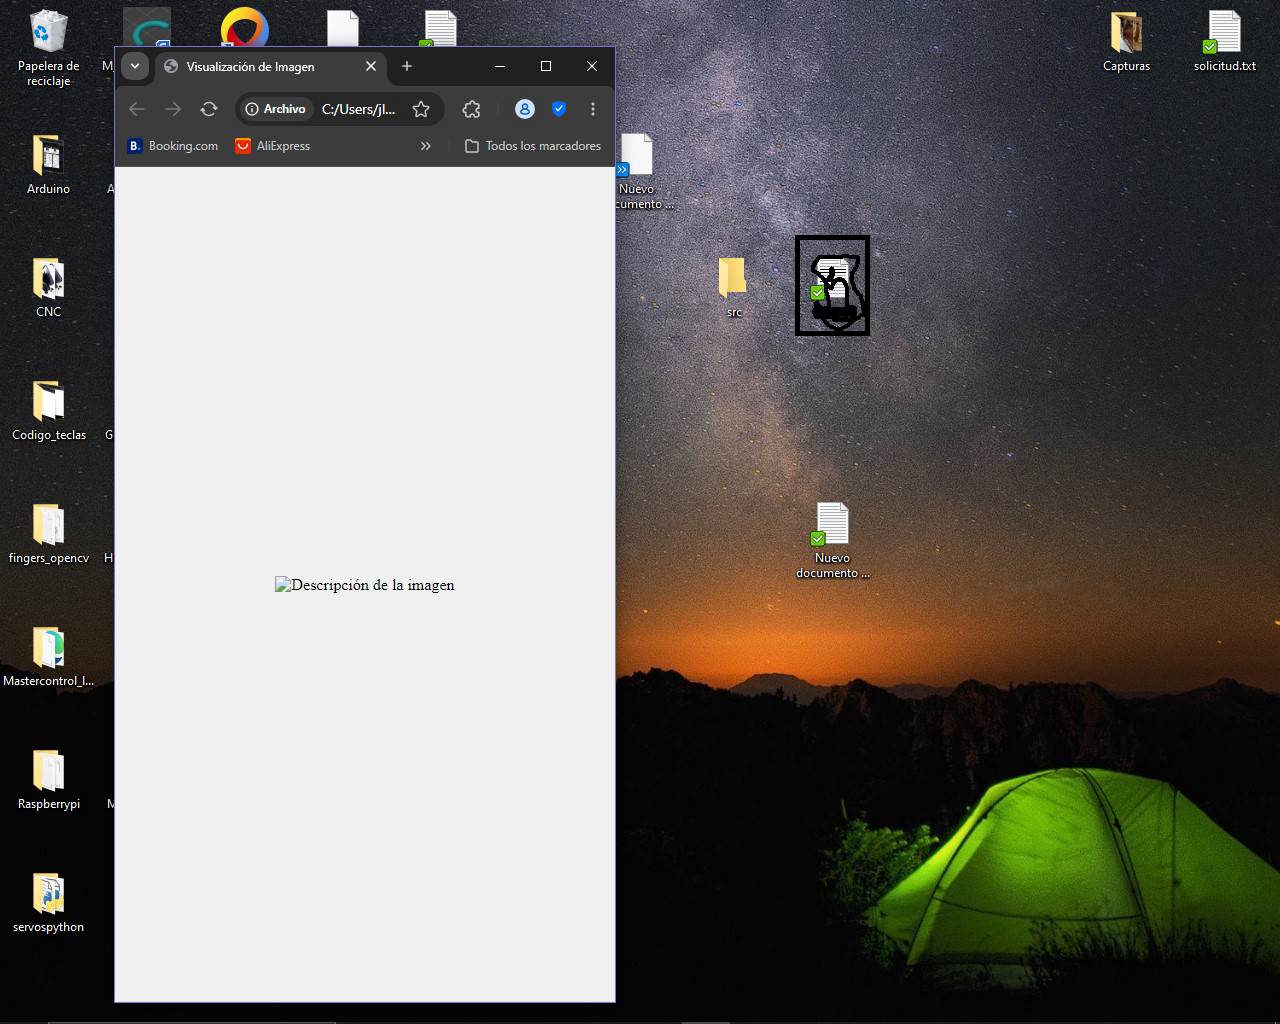 Visualización de Imagen
Archivo
C:/Users/jl...
B.
Booking.com
AliExpress
Todos los marcadores
Descripción de la imagen
Papelera de
reciclaje
Arduino
CNC
Codigo_teclas
fingers_opencv
Mastercontrol_l...
Raspberrypi
servospython
Nuevo
cumento ...
src
Nuevo
documento ...
Capturas
solicitud.txt